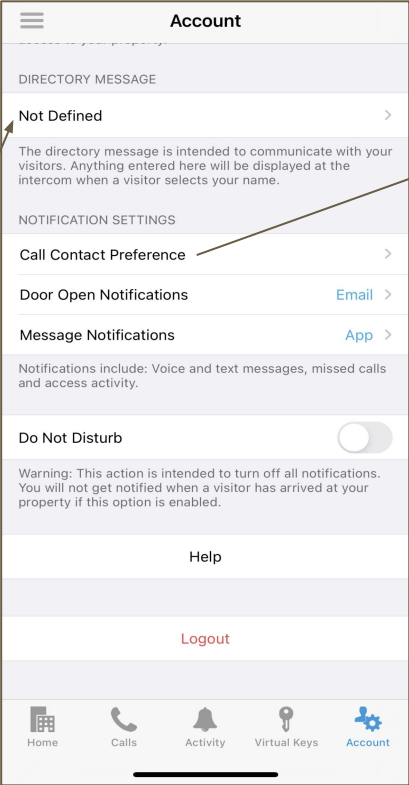 Account
DIRECTORY MESSAGE
Not Defined
The directory message is intended to communicate with your
visitors. Anything entered here will be displayed at the
intercom when a visitor selects your name.
NOTIFICATION SETTINGS
Call Contact Preference
Door Open Notifications Email
Message Notifications App
Notifications include: Voice and text messages, missed calls
and access activity.
Do Not Disturb
Warning: This action is intended to turn off all notifications.
You will not get notified when a visitor has arrived at your
property if this option is enabled.
Help
Logout
Home Calls Activity Virtual Keys Account